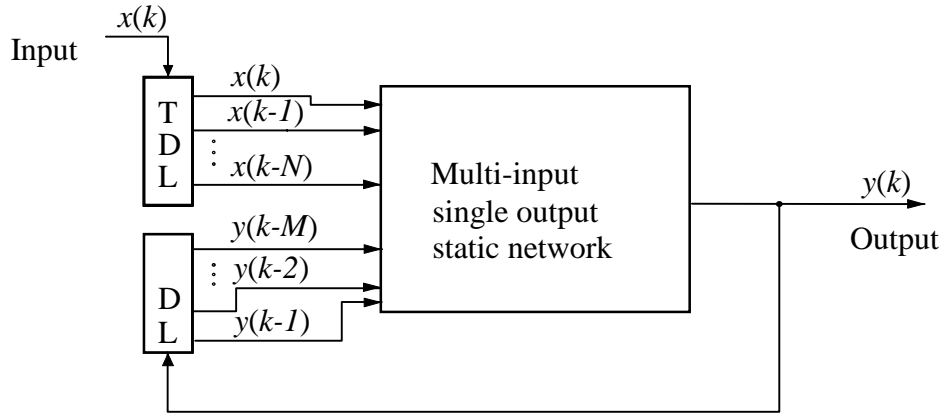 x(k)
Input
x(k)
T
D
L
x(k-1)
⋮
x(k-N)
Multi-input
single output
static network
y(k)
Output
y(k-M)
⋮
y(k-2)
D
L
y(k-1)